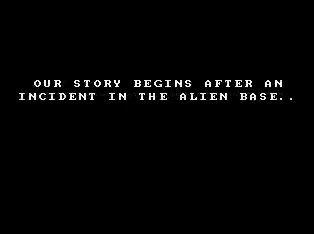 OUR STORY BEGINS AFTER AN
INCIDENT IN THE ALIEN BASE..